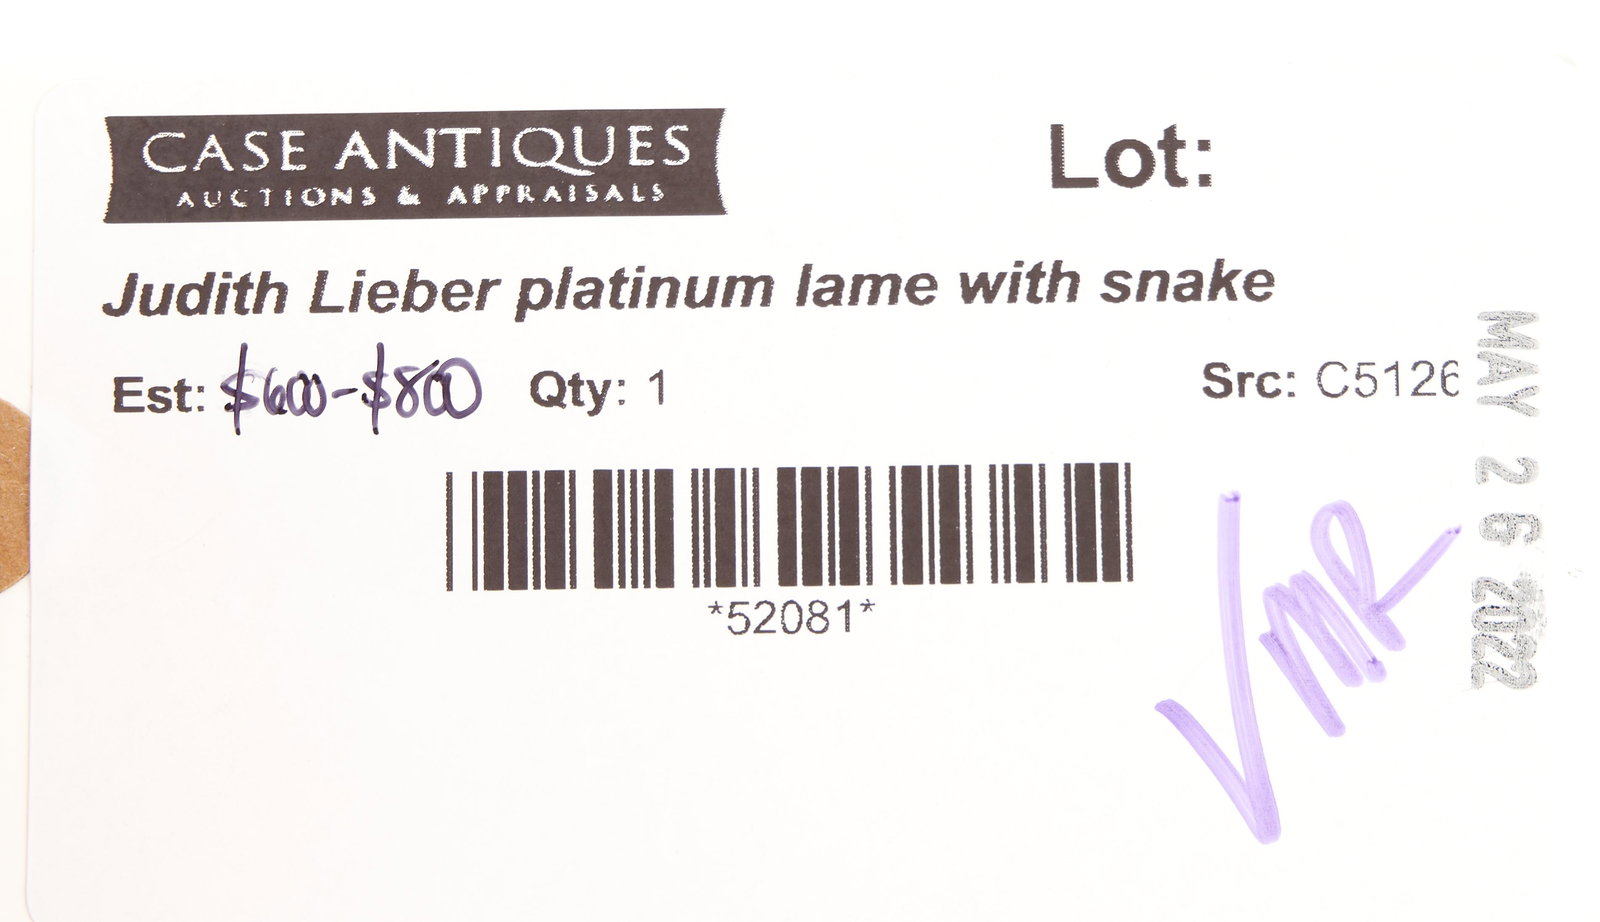 CASE ANTIQUES
AUCTIONS & APPRAISALS
Lot:
Judith Lieber platinum lame with snake
Est: $600-$800 Qty: 1
Src: C5126
*52081*
MAY 26 2022
VMR